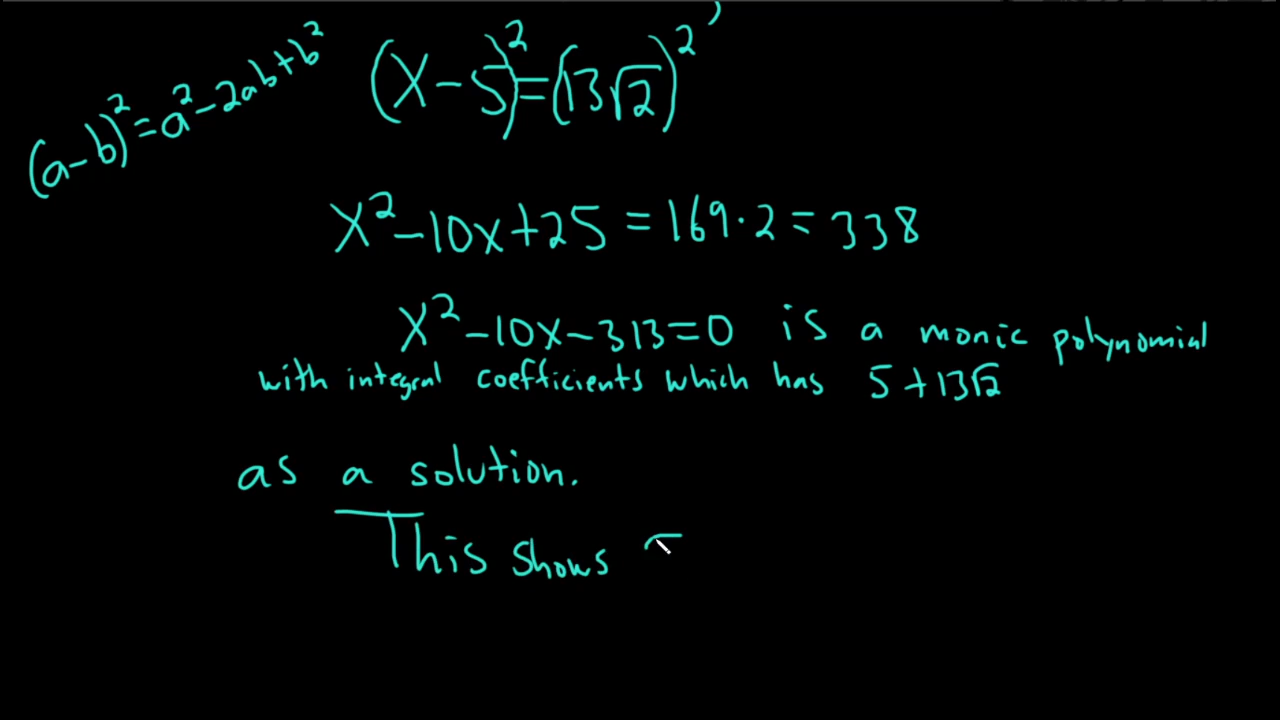 (a-b)²=a²-2ab+b²
(x-5)²=(13√2)²,
x²-10x+25=169·2=338
x²-10x-313=0 is a monic polynomial
with integral coefficients which has 5+13√2
as a solution.
This shows